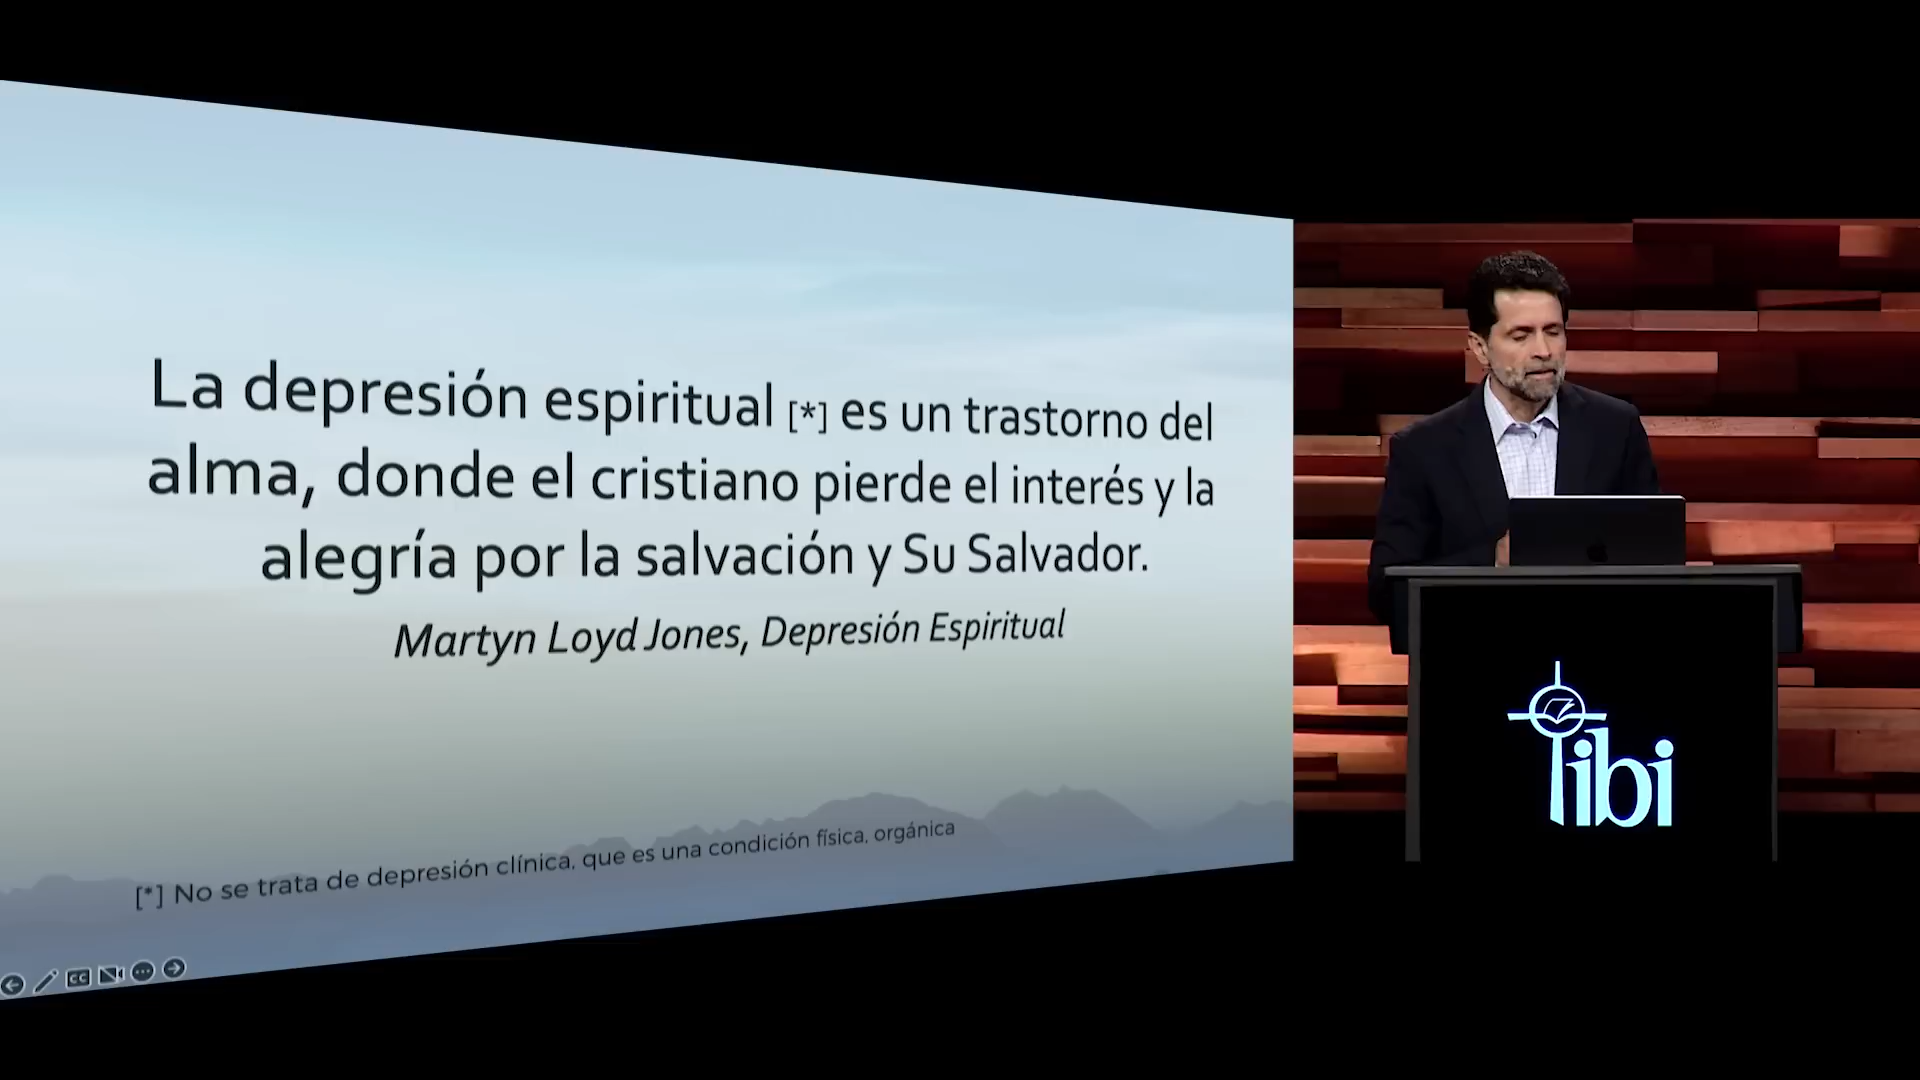 La depresión espiritual [*] es un trastorno del
alma, donde el cristiano pierde el interés y la
alegría por la salvación y Su Salvador.
Martyn Loyd Jones, Depresión Espiritual
[*] No se trata de depresión clínica, que es una condición física, orgánica
CC
ibi